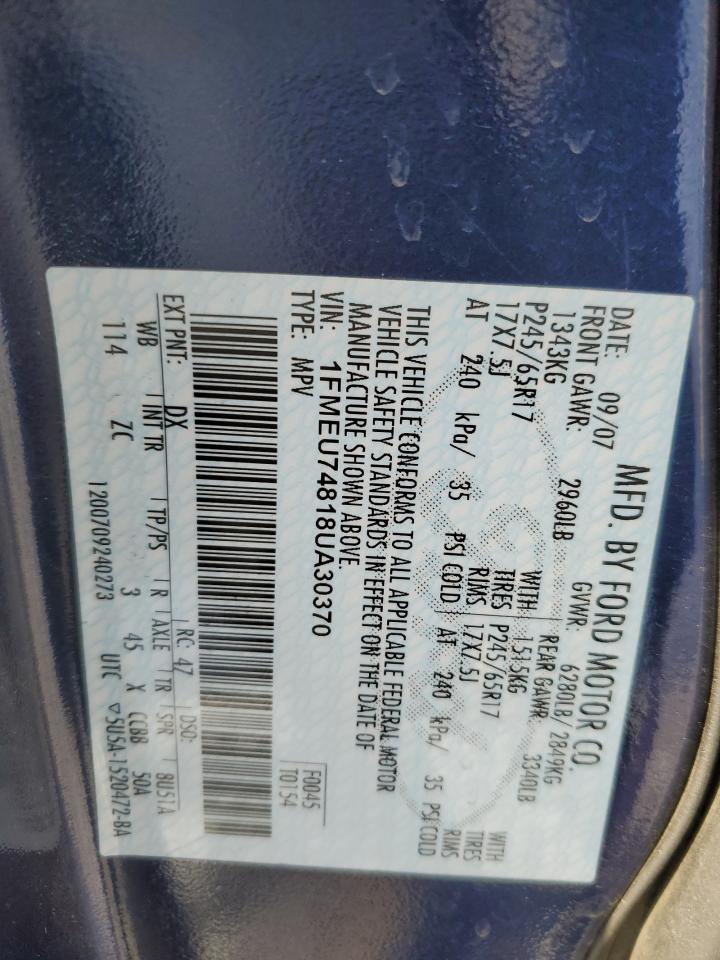 MFD. BY FORD MOTOR CO.
DATE: 09/07 GVWR: 6280LB/ 2849KG
FRONT GAWR: 2960LB REAR GAWR: 3340LB
1343KG WITH 1515KG WITH
P245/65R17 TIRES P245/65R17 TIRES
17X7.5J RIMS 17X7.5J RIMS
AT 240 kPa/ 35 PSI COLD AT 240 kPa/ 35 PSI COLD
THIS VEHICLE CONFORMS TO ALL APPLICABLE FEDERAL MOTOR
VEHICLE SAFETY STANDARDS IN EFFECT ON THE DATE OF
MANUFACTURE SHOWN ABOVE.
VIN: 1FMEU74818UA30370 F0045
TYPE: MPV T0154
EXT PNT: DX RC: 47 DSO:
WB INT TR TP/PS R AXLE TR SPR BU51A
114 ZC 3 45 X CCBB 50A
1200709240273 UTC ▽5U5A-1520472-BA